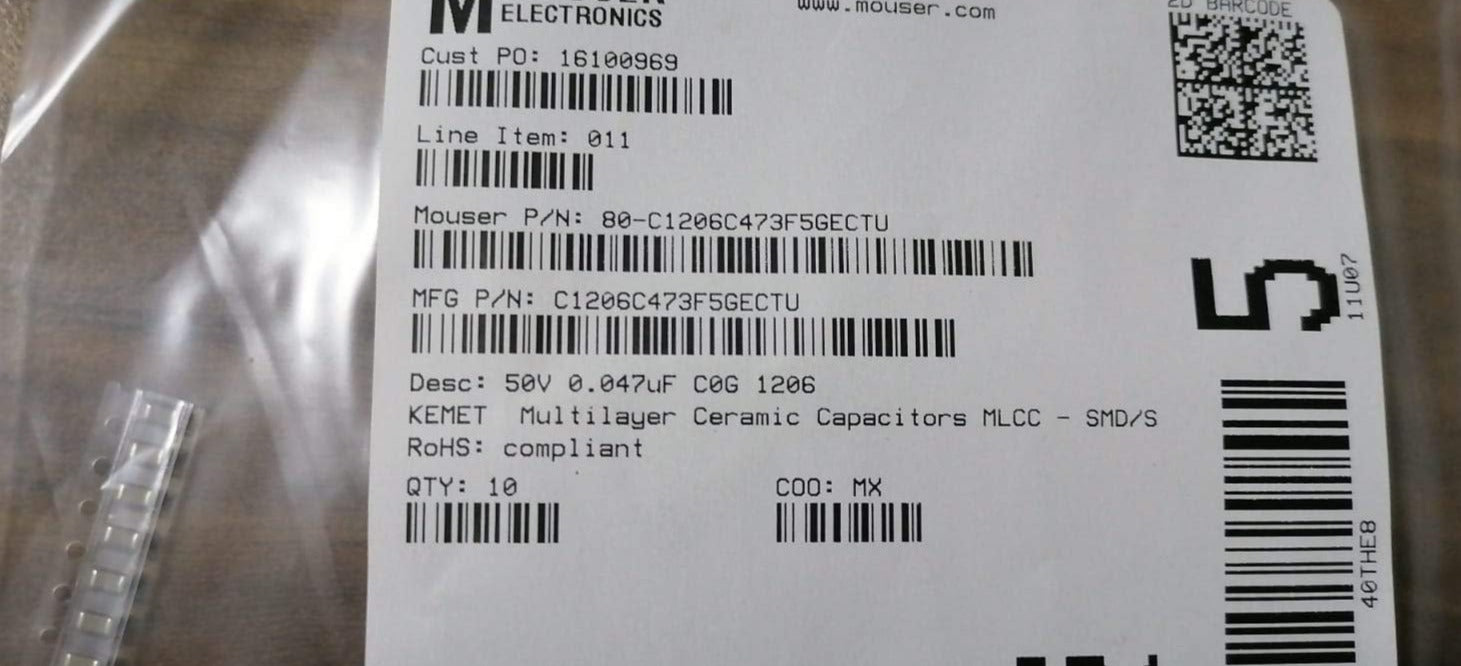 ELECTRONICS
www.mouser.com
2D BARCODE
Cust PO: 16100969
Line Item: 011
Mouser P/N: 80-C1206C473F5GECTU
MFG P/N: C1206C473F5GECTU
Desc: 50V 0.047uF C0G 1206
KEMET Multilayer Ceramic Capacitors MLCC - SMD/S
RoHS: compliant
QTY: 10
COO: MX
5
11U07
40THE8